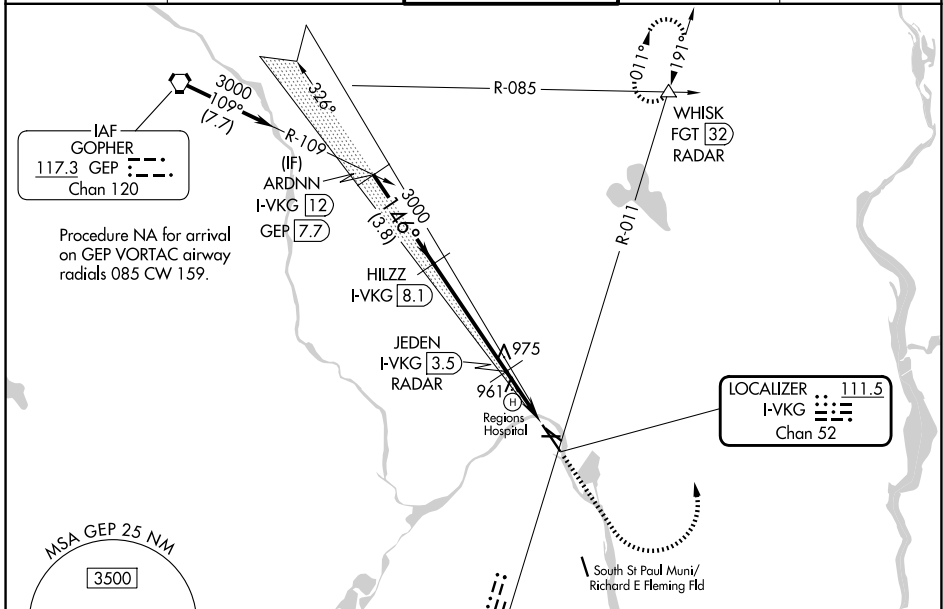 IAF
GOPHER
117.3 GEP
Chan 120
3000
109°
(7.7)
R-109
326°
(IF)
ARDNN
I-VKG 12
GEP 7.7
Procedure NA for arrival
on GEP VORTAC airway
radials 085 CW 159.
3000
146°
(3.8)
HILZZ
I-VKG 8.1
JEDEN
I-VKG 3.5
RADAR
975
961
H
Regions
Hospital
R-085
011°
191°
WHISK
FGT 32
RADAR
R-011
LOCALIZER 111.5
I-VKG
Chan 52
South St Paul Muni/
Richard E Fleming Fld
MSA GEP 25 NM
3500